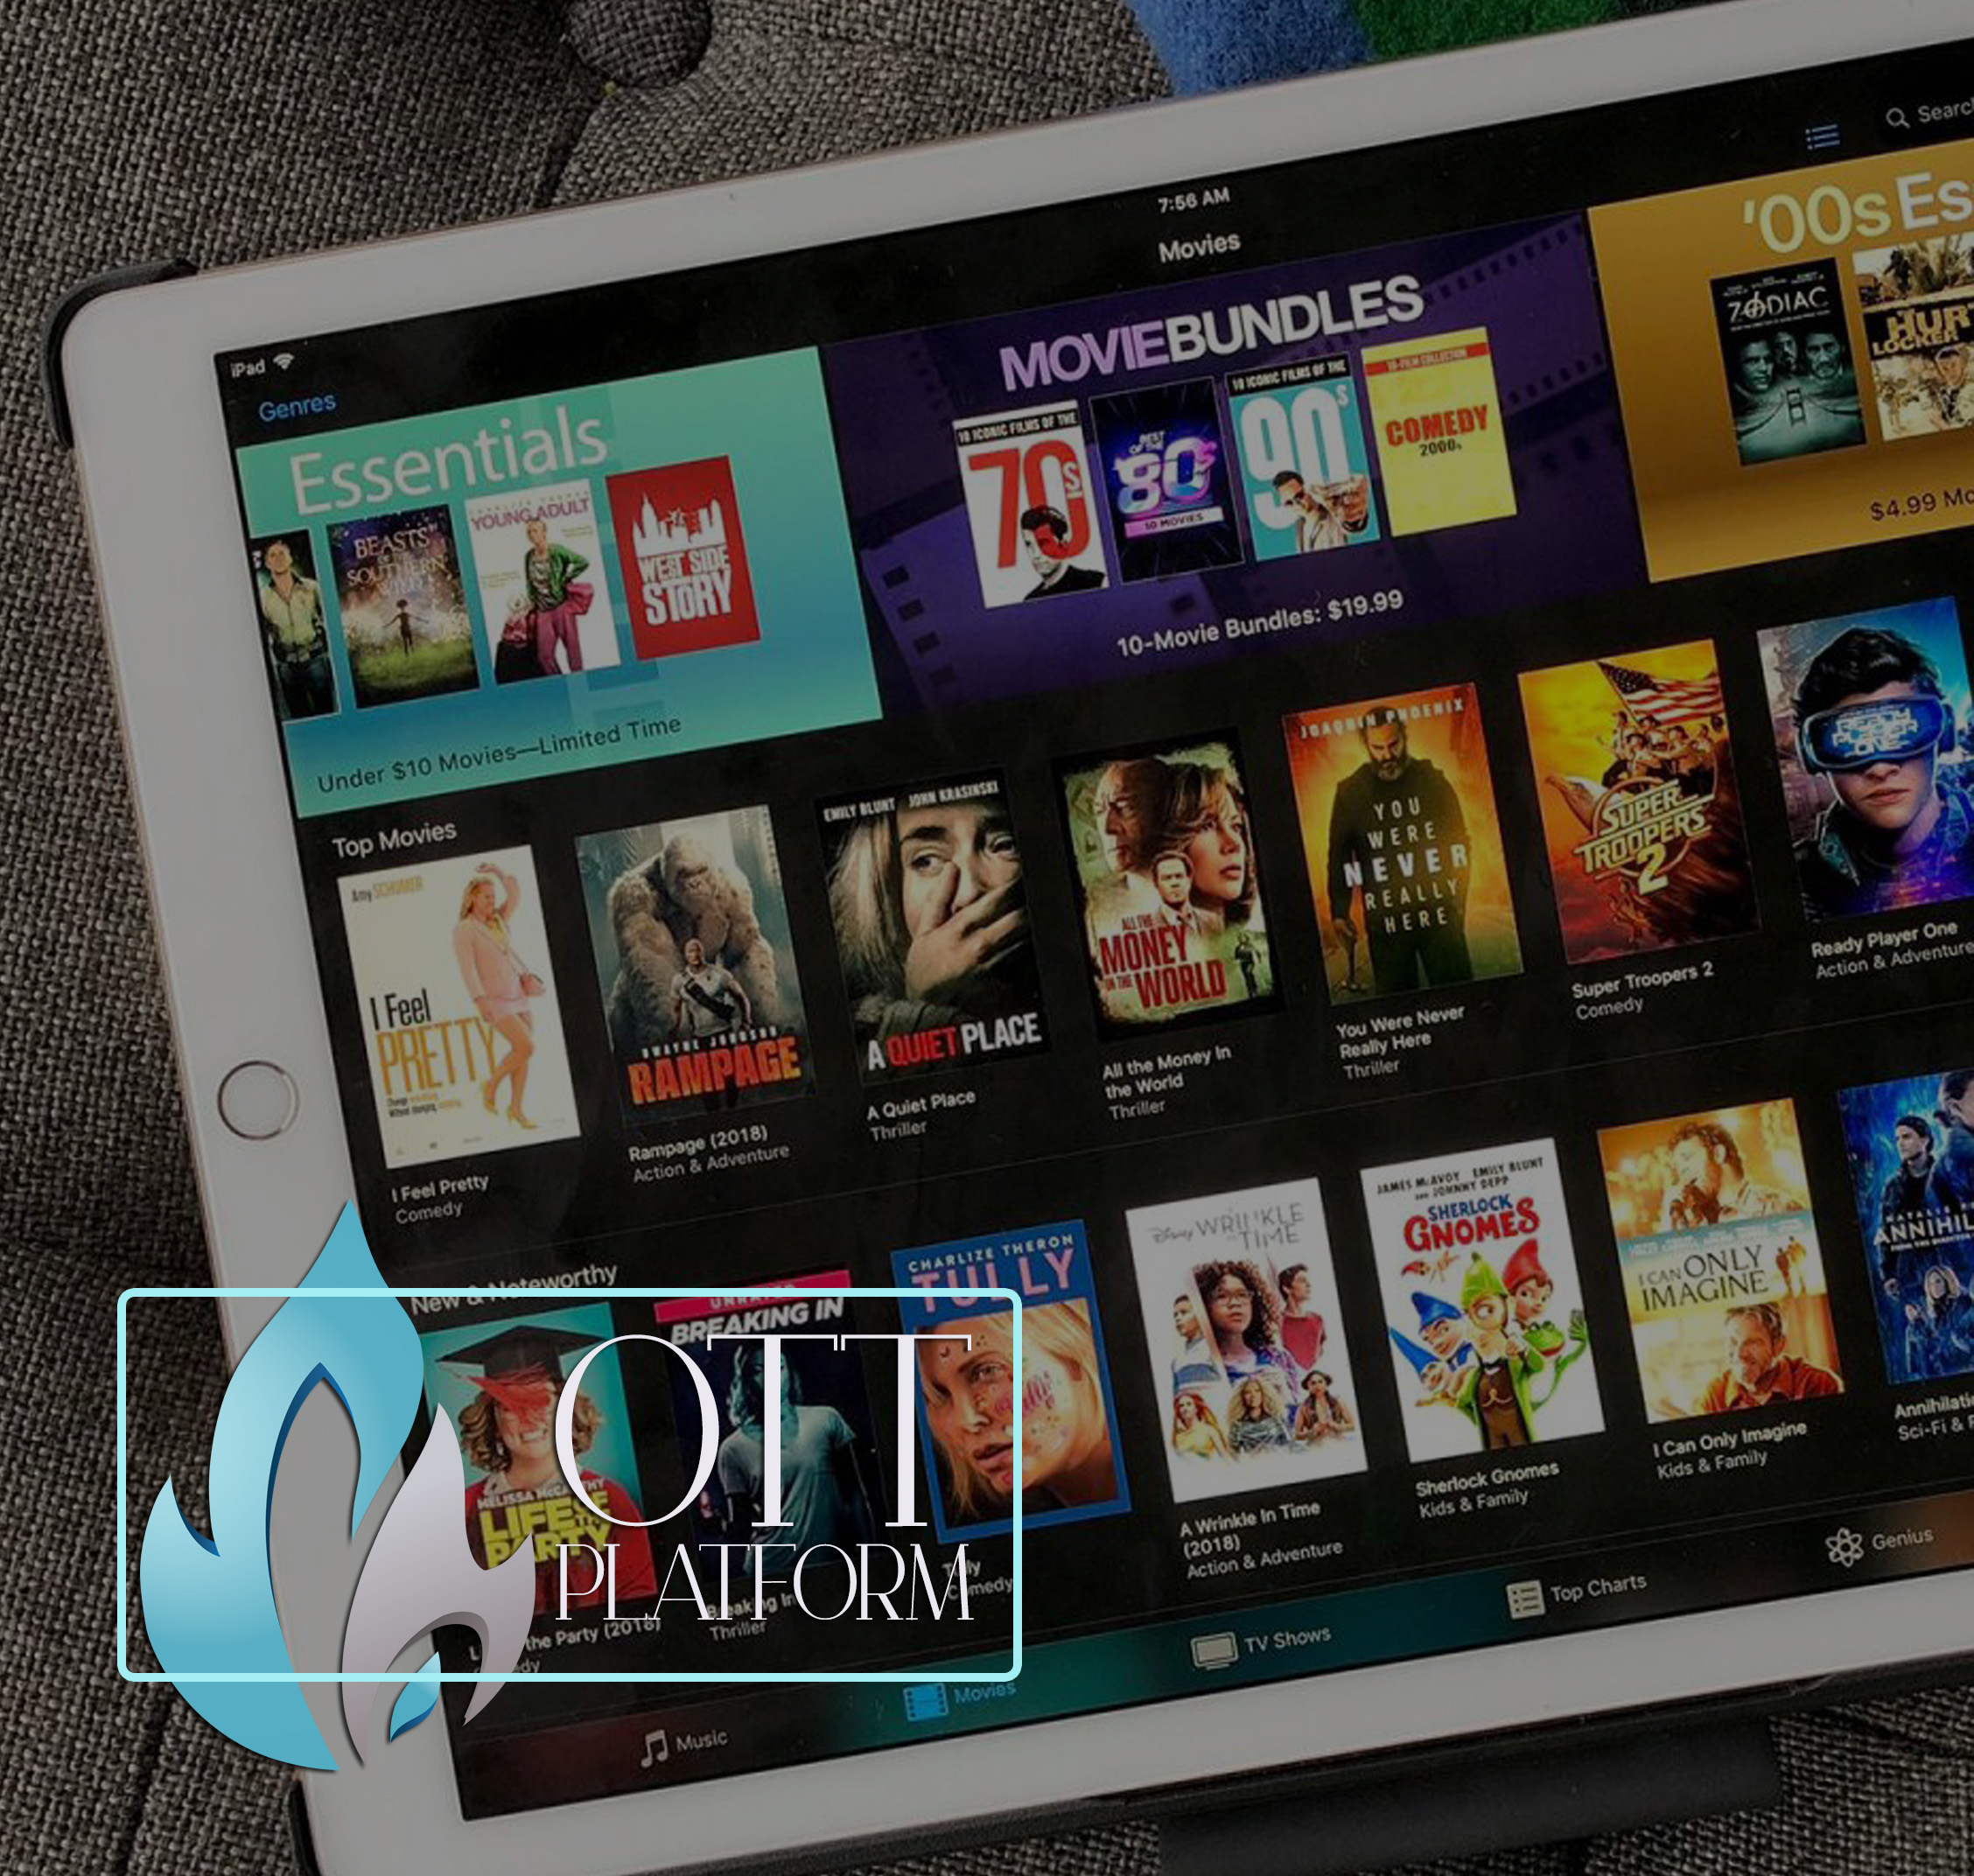 7:56 AM
Search
Movies
iPad
Genres
Essentials
BEASTS
SOUTHERN
WILD
YOUNG ADULT
WEST SIDE
STORY
Under $10 Movies—Limited Time
MOVIEBUNDLES
10 ICONIC FILMS OF THE
70s
BEST
OF THE
80s
10 MOVIES
10 ICONIC FILMS OF THE
90s
10-FILM COLLECTION
COMEDY
2000s
10-Movie Bundles: $19.99
'00s Es
ZODIAC
HURT
LOCKER
$4.99 Mo
Top Movies
Amy SCHUMER
I Feel
PRETTY
I Feel Pretty
Comedy
DWAYNE JOHNSON
RAMPAGE
Rampage (2018)
Action & Adventure
EMILY BLUNT JOHN KRASINSKI
A QUIET PLACE
A Quiet Place
Thriller
ALL THE
MONEY
IN THE WORLD
All the Money In
the World
Thriller
JOAQUIN PHOENIX
YOU
WERE
NEVER
REALLY
HERE
You Were Never
Really Here
Thriller
SUPER
TROOPERS
2
Super Troopers 2
Comedy
READY
PLAYER
ONE
Ready Player One
Action & Adventure
New & Noteworthy
MELISSA McCARTHY
LIFE OF THE
PARTY
the Party (2018)
UNRATED
BREAKING IN
Breaking In
Thriller
CHARLIZE THERON
TULLY
Tully
Comedy
Disney WRINKLE
IN TIME
A Wrinkle In Time
(2018)
Action & Adventure
JAMES McAVOY EMILY BLUNT
AND JOHNNY DEPP
SHERLOCK
GNOMES
Sherlock Gnomes
Kids & Family
I CAN ONLY
IMAGINE
I Can Only Imagine
Kids & Family
ANNIHIL
Annihilati
Sci-Fi & F
OTT
PLATFORM
Music
Movies
TV Shows
Top Charts
Genius